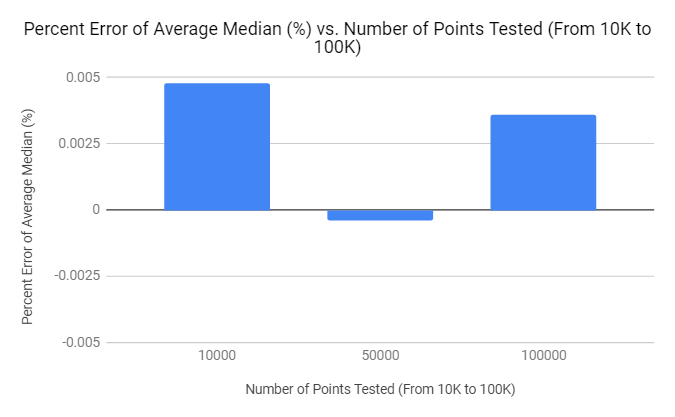 Percent Error of Average Median (%) vs. Number of Points Tested (From 10K to
100K)
Percent Error of Average Median (%)
0.005
0.0025
0
-0.0025
-0.005
10000 50000 100000
Number of Points Tested (From 10K to 100K)